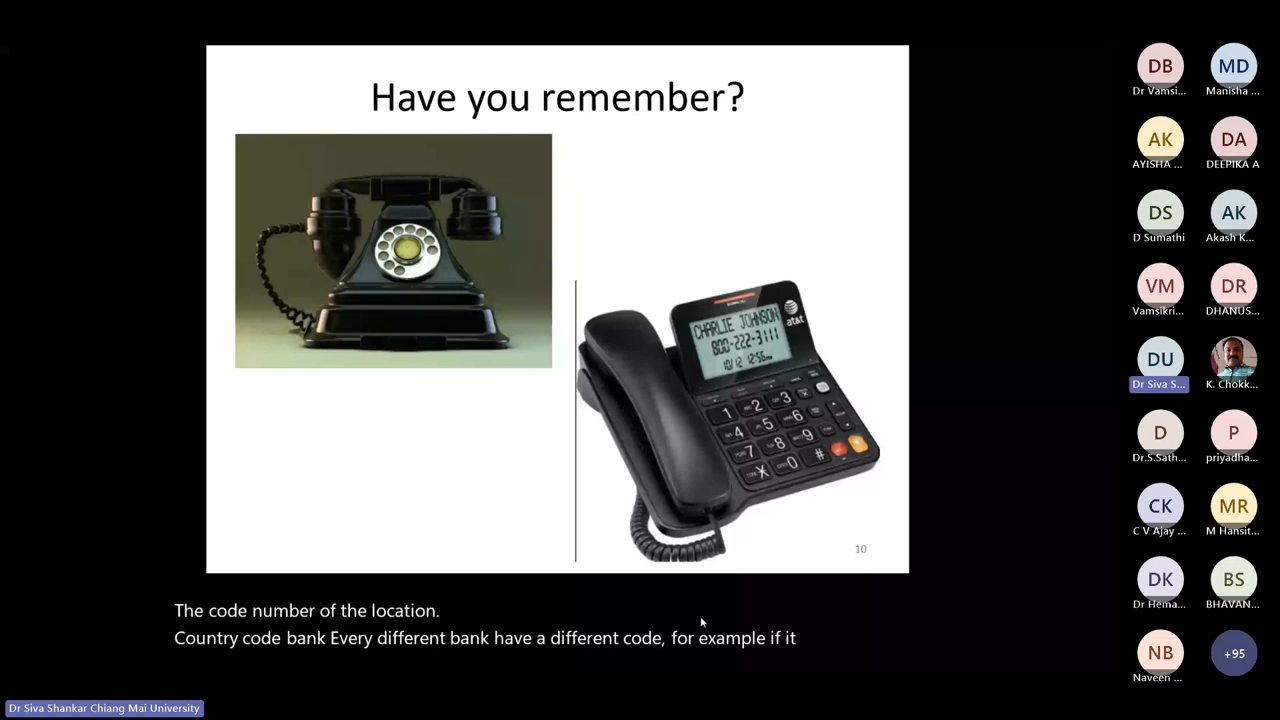 Have you remember?
CHARLIE JOHNSON
800-222-3111
10/12 12:56PM
at&t
1 2 3
4 5 6
7 8 9
0 #
10
The code number of the location.
Country code bank Every different bank have a different code, for example if it
Dr Siva Shankar Chiang Mai University
DB
Dr Vamsi...
MD
Manisha ...
AK
AYISHA ...
DA
DEEPIKA A
DS
D Sumathi
AK
Akash K...
VM
Vamsikri...
DR
DHANUS...
DU
Dr Siva S...
K. Chokk...
D
Dr.S.Sath...
P
priyadha...
CK
C V Ajay ...
MR
M Hansit...
DK
Dr Hema...
BS
BHAVAN...
NB
Naveen ...
+95